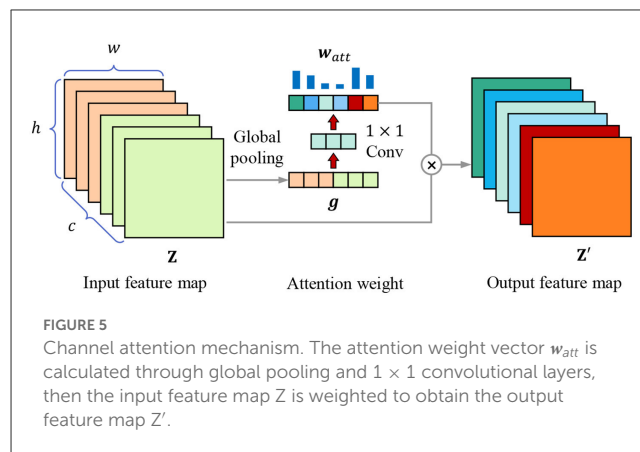 w
w_att
h
Global
pooling
1 × 1
Conv
×
c
g
Z
Z′
Input feature map
Attention weight
Output feature map
FIGURE 5
Channel attention mechanism. The attention weight vector w_att is
calculated through global pooling and 1 × 1 convolutional layers,
then the input feature map Z is weighted to obtain the output
feature map Z′.